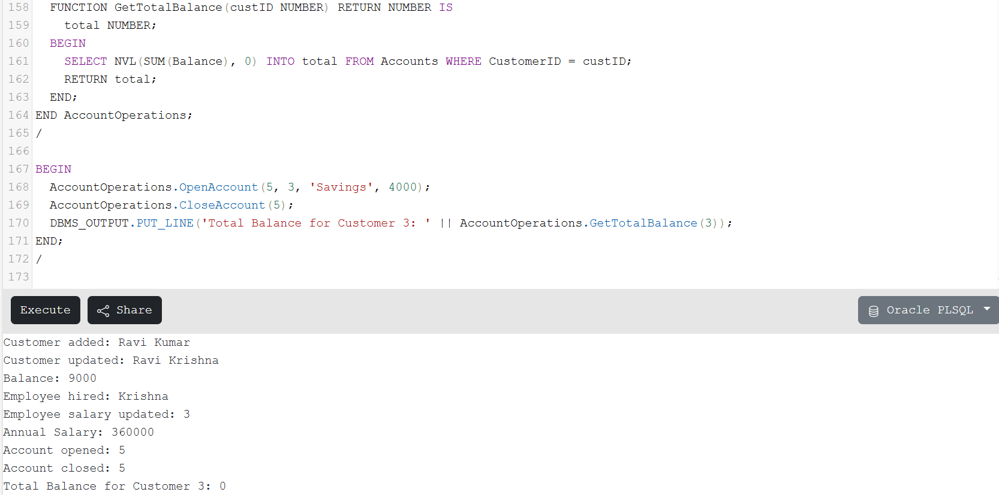 158 FUNCTION GetTotalBalance(custID NUMBER) RETURN NUMBER IS
159 total NUMBER;
160 BEGIN
161 SELECT NVL(SUM(Balance), 0) INTO total FROM Accounts WHERE CustomerID = custID;
162 RETURN total;
163 END;
164 END AccountOperations;
165 /
166
167 BEGIN
168 AccountOperations.OpenAccount(5, 3, 'Savings', 4000);
169 AccountOperations.CloseAccount(5);
170 DBMS_OUTPUT.PUT_LINE('Total Balance for Customer 3: ' || AccountOperations.GetTotalBalance(3));
171 END;
172 /
173
Execute Share Oracle PLSQL
Customer added: Ravi Kumar
Customer updated: Ravi Krishna
Balance: 9000
Employee hired: Krishna
Employee salary updated: 3
Annual Salary: 360000
Account opened: 5
Account closed: 5
Total Balance for Customer 3: 0